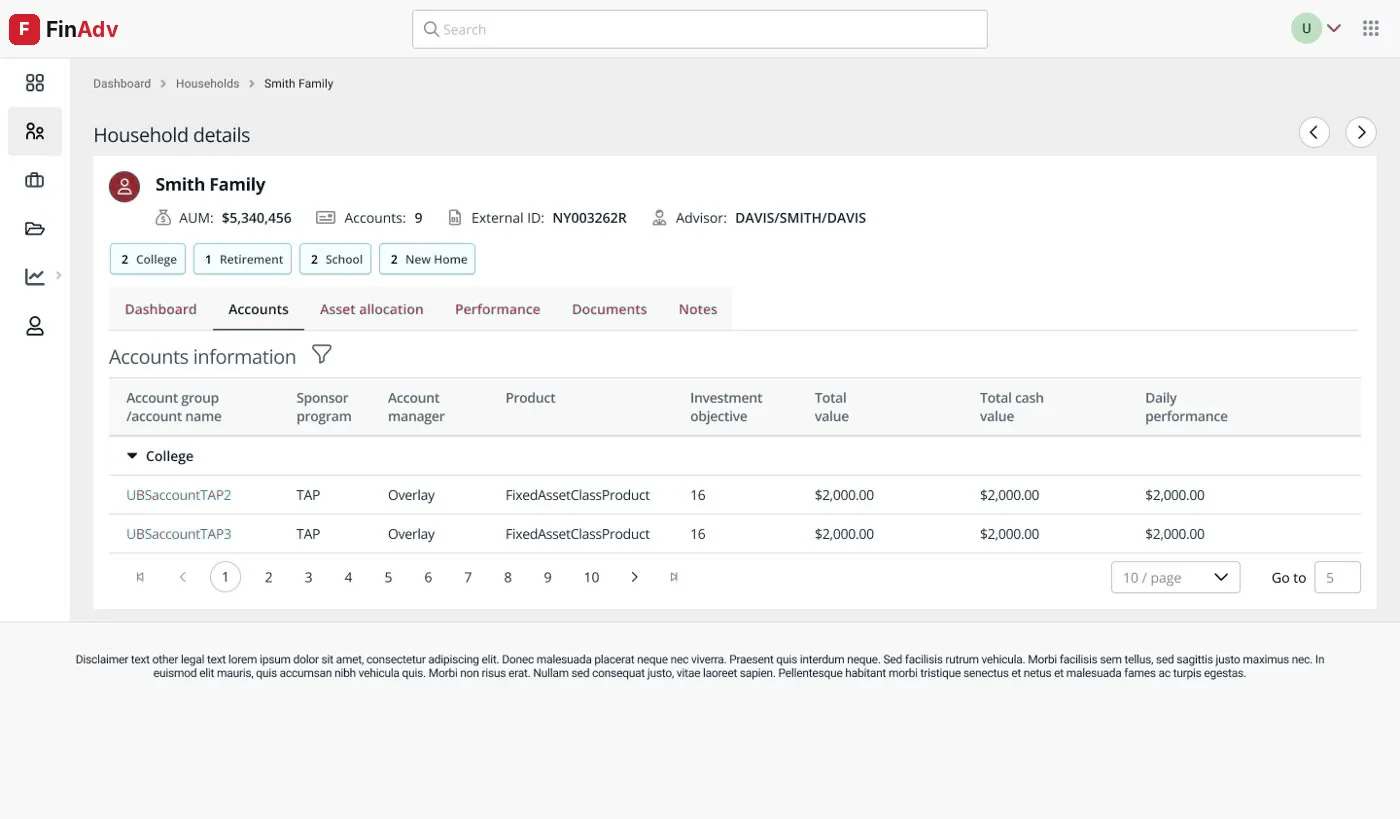 F FinAdv
Search
U
Dashboard > Households > Smith Family
Household details
Smith Family
AUM: $5,340,456 Accounts: 9 External ID: NY003262R Advisor: DAVIS/SMITH/DAVIS
2 College 1 Retirement 2 School 2 New Home
Dashboard Accounts Asset allocation Performance Documents Notes
Accounts information
Account group Sponsor Account Product Investment Total Total cash Daily
/account name program manager objective value value performance
College
UBSaccountTAP2 TAP Overlay FixedAssetClassProduct 16 $2,000.00 $2,000.00 $2,000.00
UBSaccountTAP3 TAP Overlay FixedAssetClassProduct 16 $2,000.00 $2,000.00 $2,000.00
1 2 3 4 5 6 7 8 9 10 10 / page Go to 5
Disclaimer text other legal text lorem ipsum dolor sit amet, consectetur adipiscing elit. Donec malesuada placerat neque nec viverra. Praesent quis interdum neque. Sed facilisis rutrum vehicula. Morbi facilisis sem tellus, sed sagittis justo maximus nec. In
euismod elit mauris, quis accumsan nibh vehicula quis. Morbi non risus erat. Nullam sed consequat justo, vitae laoreet sapien. Pellentesque habitant morbi tristique senectus et netus et malesuada fames ac turpis egestas.